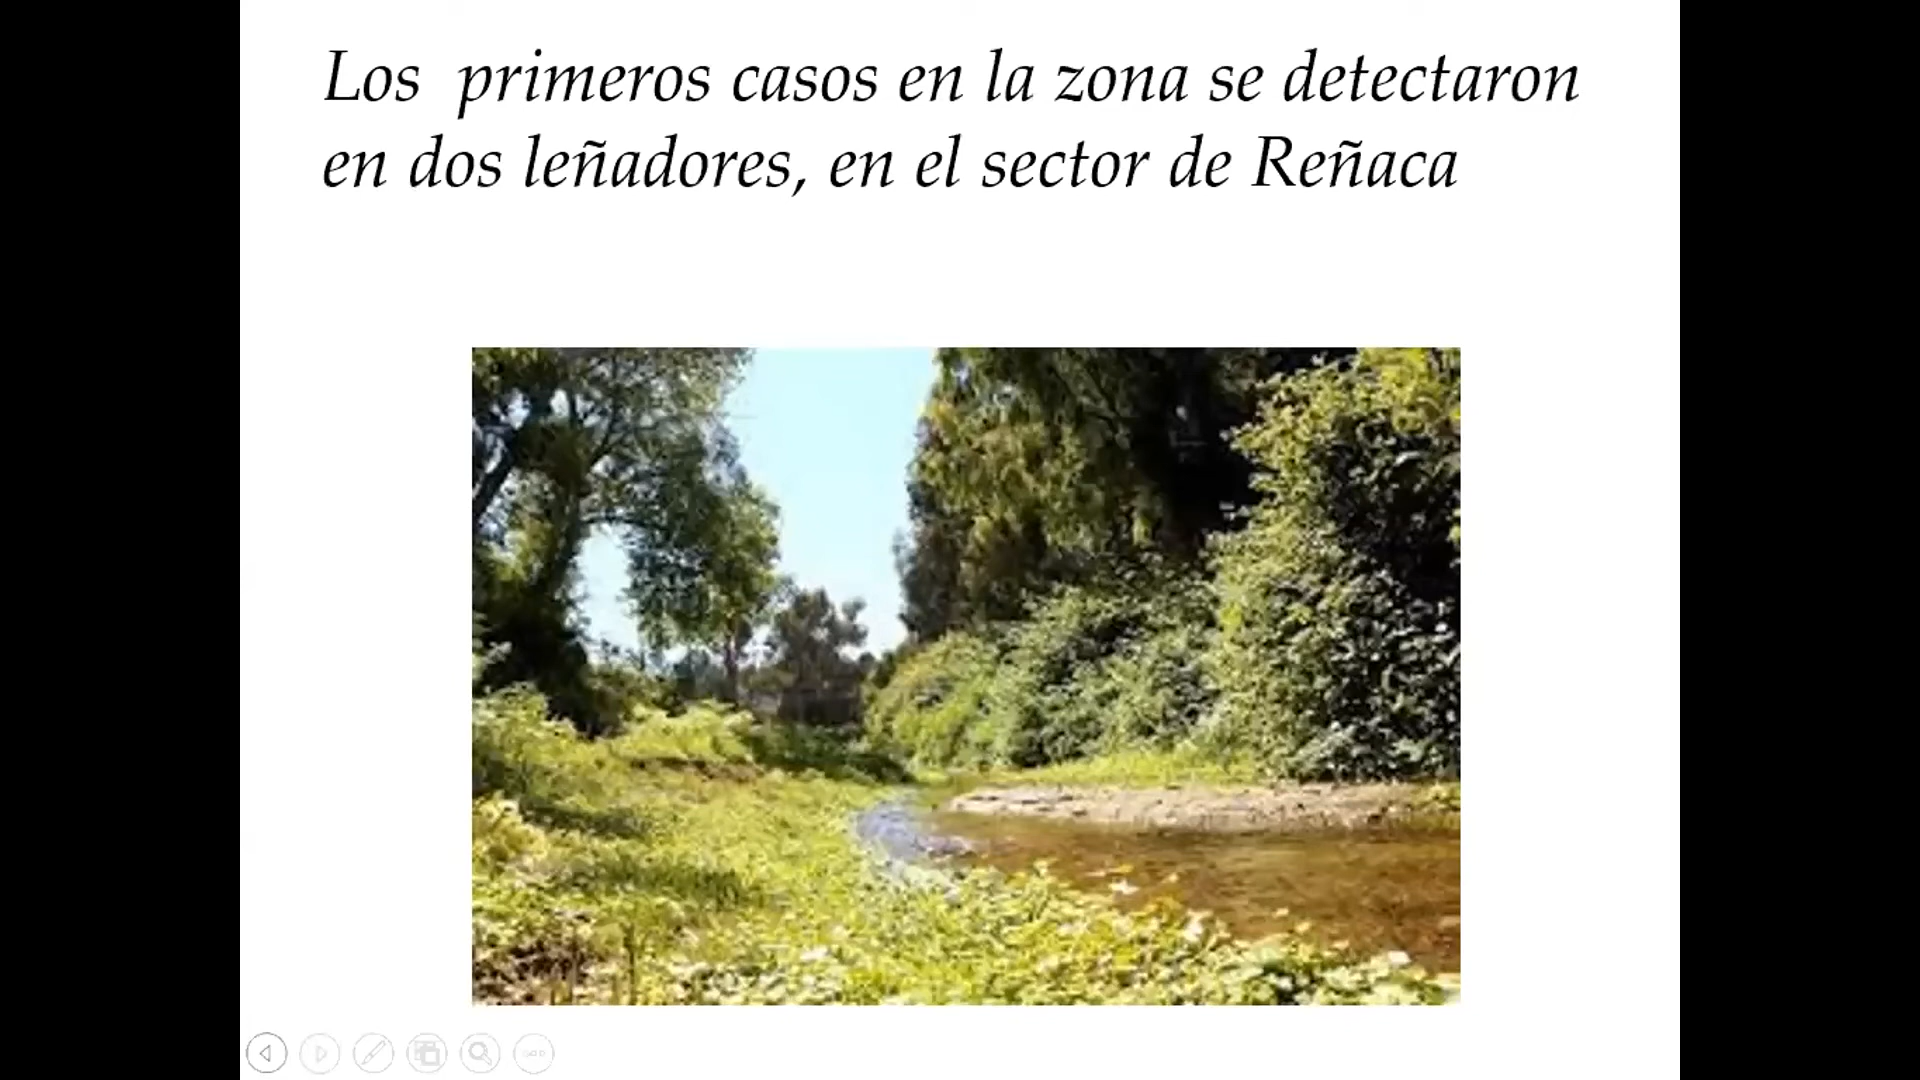 Los primeros casos en la zona se detectaron
en dos leñadores, en el sector de Reñaca